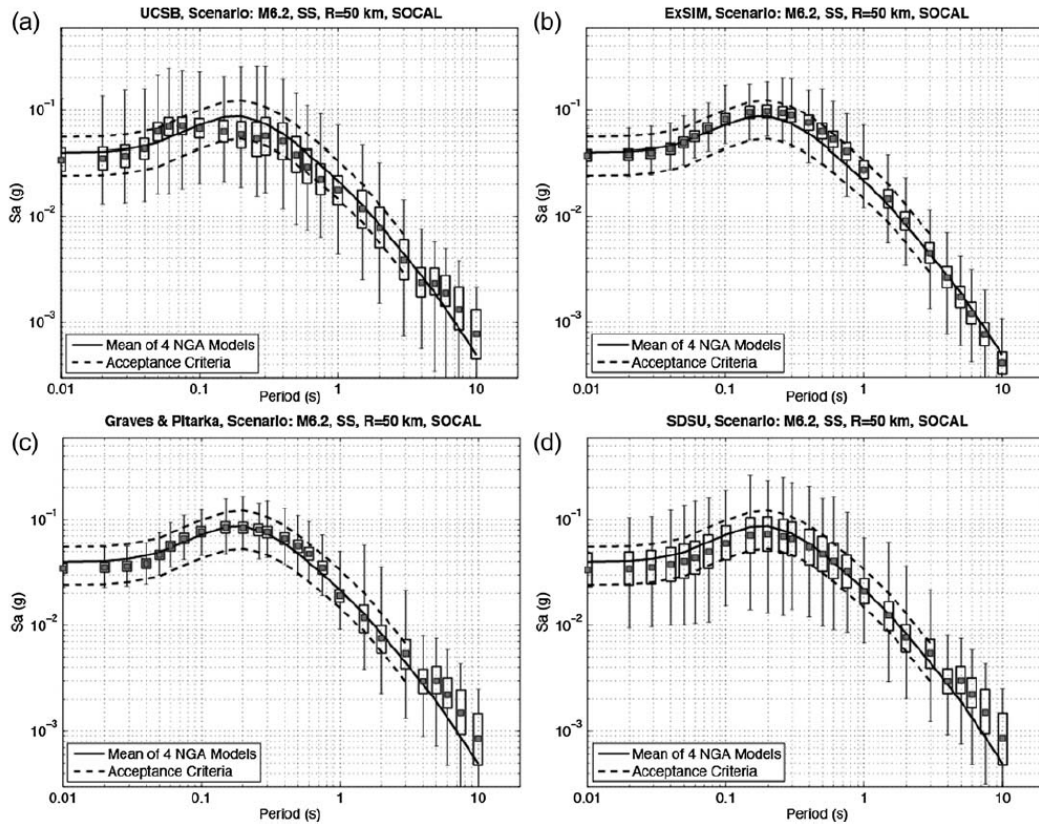 (a)
UCSB, Scenario: M6.2, SS, R=50 km, SOCAL
Sa (g)
10⁻¹
10⁻²
10⁻³
Mean of 4 NGA Models
Acceptance Criteria
0.01
0.1
1
10
Period (s)
(b)
ExSIM, Scenario: M6.2, SS, R=50 km, SOCAL
Sa (g)
10⁻¹
10⁻²
10⁻³
Mean of 4 NGA Models
Acceptance Criteria
0.01
0.1
1
10
Period (s)
(c)
Graves & Pitarka, Scenario: M6.2, SS, R=50 km, SOCAL
Sa (g)
10⁻¹
10⁻²
10⁻³
Mean of 4 NGA Models
Acceptance Criteria
0.01
0.1
1
10
Period (s)
(d)
SDSU, Scenario: M6.2, SS, R=50 km, SOCAL
Sa (g)
10⁻¹
10⁻²
10⁻³
Mean of 4 NGA Models
Acceptance Criteria
0.01
0.1
1
10
Period (s)